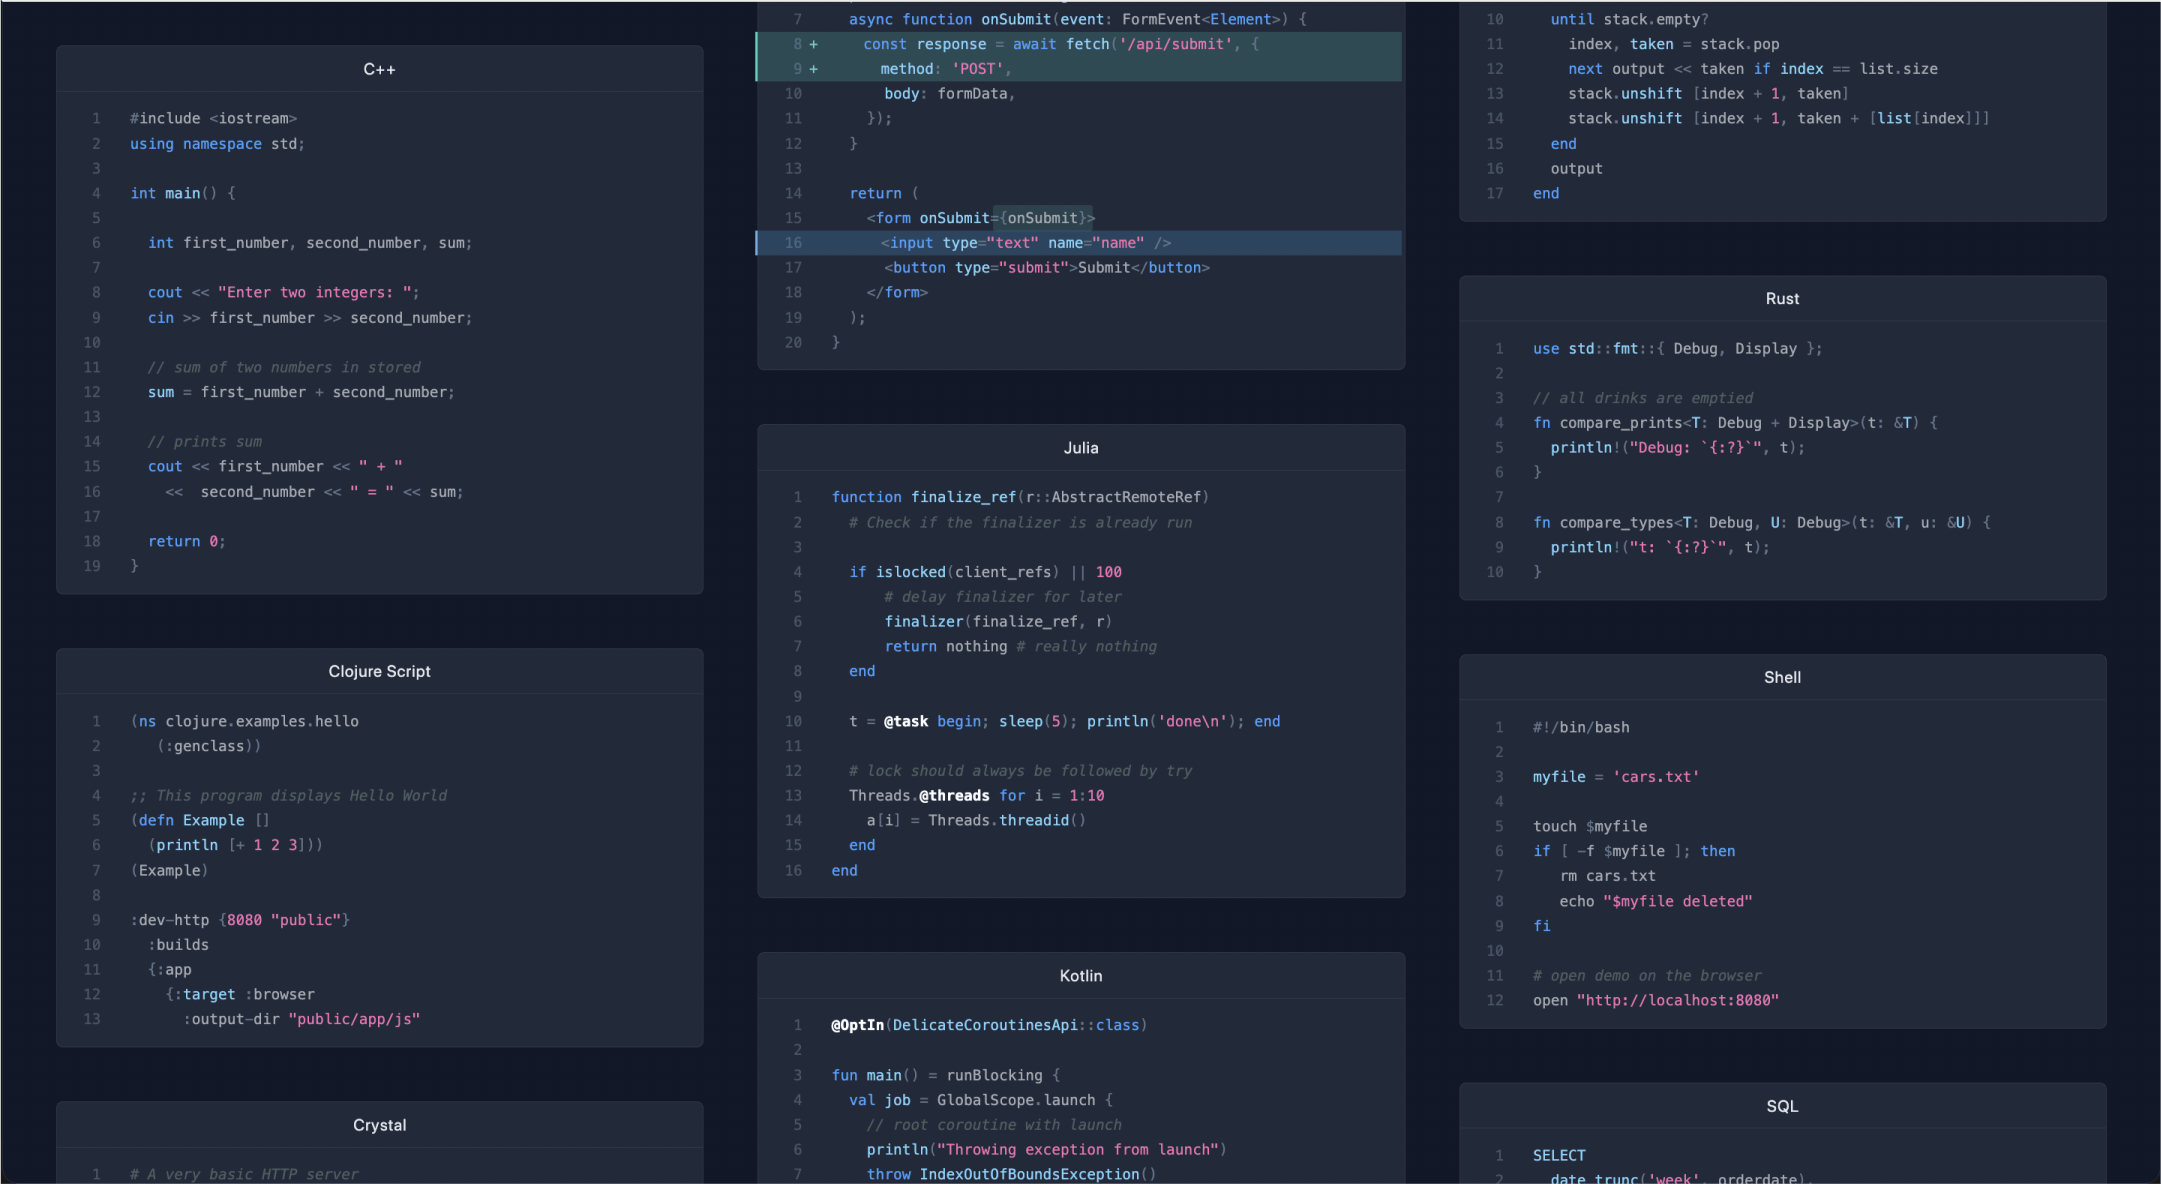 C++
1 #include <iostream>
2 using namespace std;
3
4 int main() {
5
6 int first_number, second_number, sum;
7
8 cout << "Enter two integers: ";
9 cin >> first_number >> second_number;
10
11 // sum of two numbers in stored
12 sum = first_number + second_number;
13
14 // prints sum
15 cout << first_number << " + "
16 <<  second_number << " = " << sum;
17
18 return 0;
19 }
Clojure Script
1 (ns clojure.examples.hello
2 (:genclass))
3
4 ;; This program displays Hello World
5 (defn Example []
6 (println [+ 1 2 3]))
7 (Example)
8
9 :dev-http {8080 "public"}
10 :builds
11 {:app
12 {:target :browser
13 :output-dir "public/app/js"
Crystal
1 # A very basic HTTP server
7 async function onSubmit(event: FormEvent<Element>) {
8 + const response = await fetch('/api/submit', {
9 + method: 'POST',
10 body: formData,
11 });
12 }
13
14 return (
15 <form onSubmit={onSubmit}>
16 <input type="text" name="name" />
17 <button type="submit">Submit</button>
18 </form>
19 );
20 }
Julia
1 function finalize_ref(r::AbstractRemoteRef)
2 # Check if the finalizer is already run
3
4 if islocked(client_refs) || 100
5 # delay finalizer for later
6 finalizer(finalize_ref, r)
7 return nothing # really nothing
8 end
9
10 t = @task begin; sleep(5); println('done\n'); end
11
12 # lock should always be followed by try
13 Threads.@threads for i = 1:10
14 a[i] = Threads.threadid()
15 end
16 end
Kotlin
1 @OptIn(DelicateCoroutinesApi::class)
2
3 fun main() = runBlocking {
4 val job = GlobalScope.launch {
5 // root coroutine with launch
6 println("Throwing exception from launch")
7 throw IndexOutOfBoundsException()
10 until stack.empty?
11 index, taken = stack.pop
12 next output << taken if index == list.size
13 stack.unshift [index + 1, taken]
14 stack.unshift [index + 1, taken + [list[index]]]
15 end
16 output
17 end
Rust
1 use std::fmt::{ Debug, Display };
2
3 // all drinks are emptied
4 fn compare_prints<T: Debug + Display>(t: &T) {
5 println!("Debug: `{:?}`", t);
6 }
7
8 fn compare_types<T: Debug, U: Debug>(t: &T, u: &U) {
9 println!("t: `{:?}`", t);
10 }
Shell
1 #!/bin/bash
2
3 myfile = 'cars.txt'
4
5 touch $myfile
6 if [ -f $myfile ]; then
7 rm cars.txt
8 echo "$myfile deleted"
9 fi
10
11 # open demo on the browser
12 open "http://localhost:8080"
SQL
1 SELECT
2 date_trunc('week', orderdate),